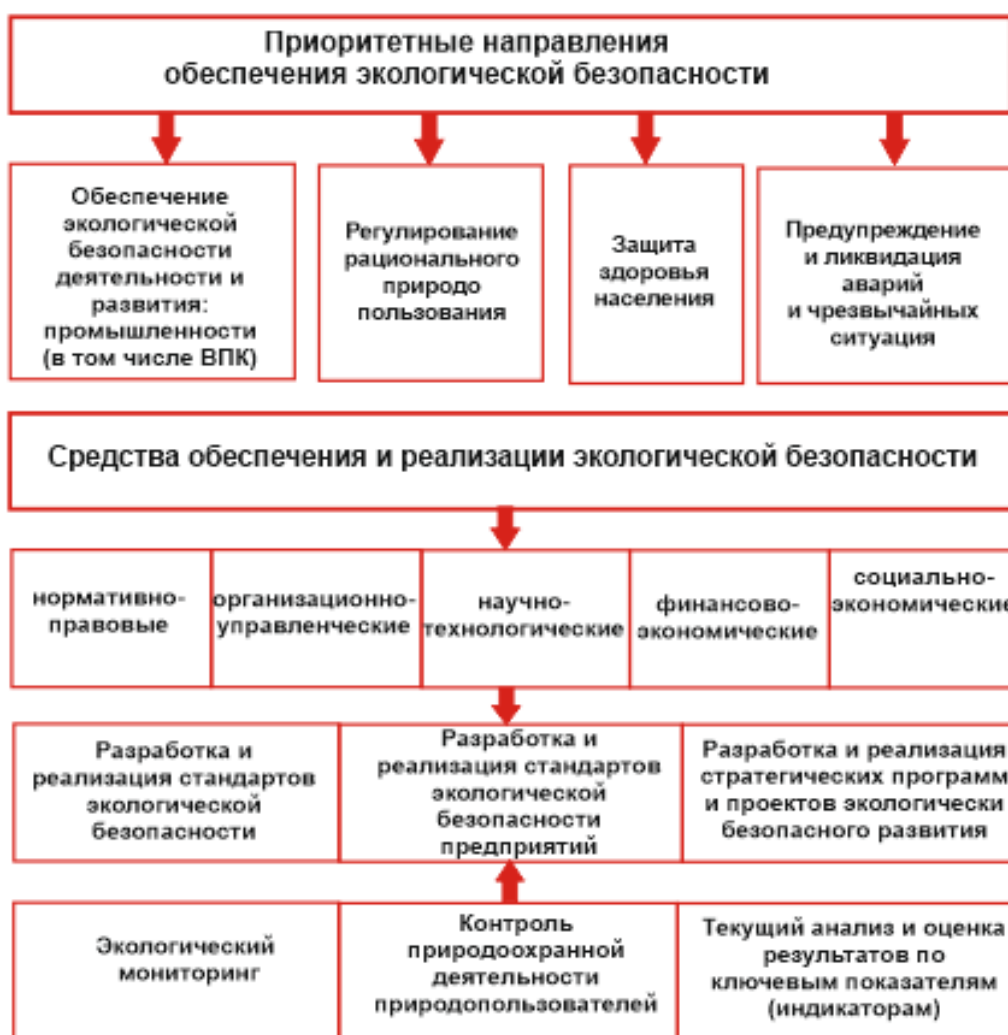 Приоритетные направления
обеспечения экологической безопасности
Обеспечение
экологической
безопасности
деятельности и
развития:
промышленности
(в том числе ВПК)
Регулирование
рационального
природо
пользования
Защита
здоровья
населения
Предупреждение
и ликвидация
аварий
и чрезвычайных
ситуация
Средства обеспечения и реализации экологической безопасности
нормативно-
правовые
организационно-
управленческие
научно-
технологические
финансово-
экономические
социально-
экономические
Разработка и
реализация стандартов
экологической
безопасности
Разработка и
реализация стандартов
экологической
безопасности
предприятий
Разработка и реализация
стратегических программ
и проектов экологически
безопасного развития
Экологический
мониторинг
Контроль
природоохранной
деятельности
природопользователей
Текущий анализ и оценка
результатов по
ключевым показателям
(индикаторам)